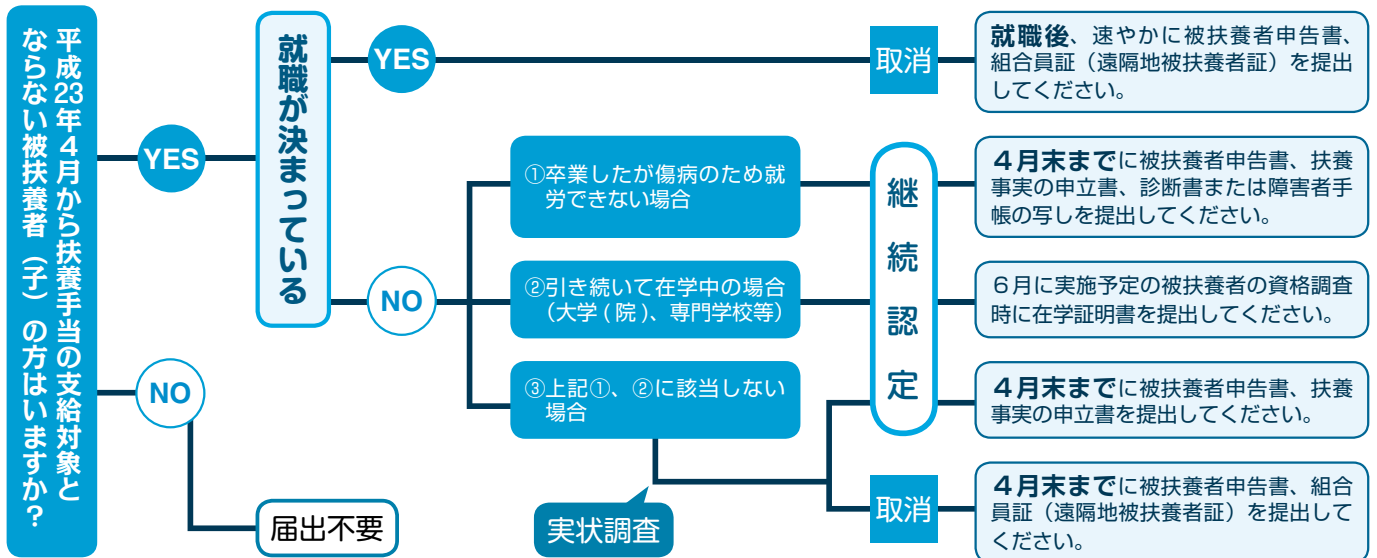 平成23年４月から扶養手当の支給対象と
ならない被扶養者（子）の方はいますか？
YES
NO
届出不要
就職が決まっている
YES
取消
就職後、速やかに被扶養者申告書、
組合員証（遠隔地被扶養者証）を提出
してください。
NO
①卒業したが傷病のため就
労できない場合
②引き続いて在学中の場合
（大学(院)、専門学校等）
③上記①、②に該当しない
場合
実状調査
継続認定
４月末までに被扶養者申告書、扶養
事実の申立書、診断書または障害者手
帳の写しを提出してください。
６月に実施予定の被扶養者の資格調査
時に在学証明書を提出してください。
４月末までに被扶養者申告書、扶養
事実の申立書を提出してください。
取消
４月末までに被扶養者申告書、組合
員証（遠隔地被扶養者証）を提出して
ください。